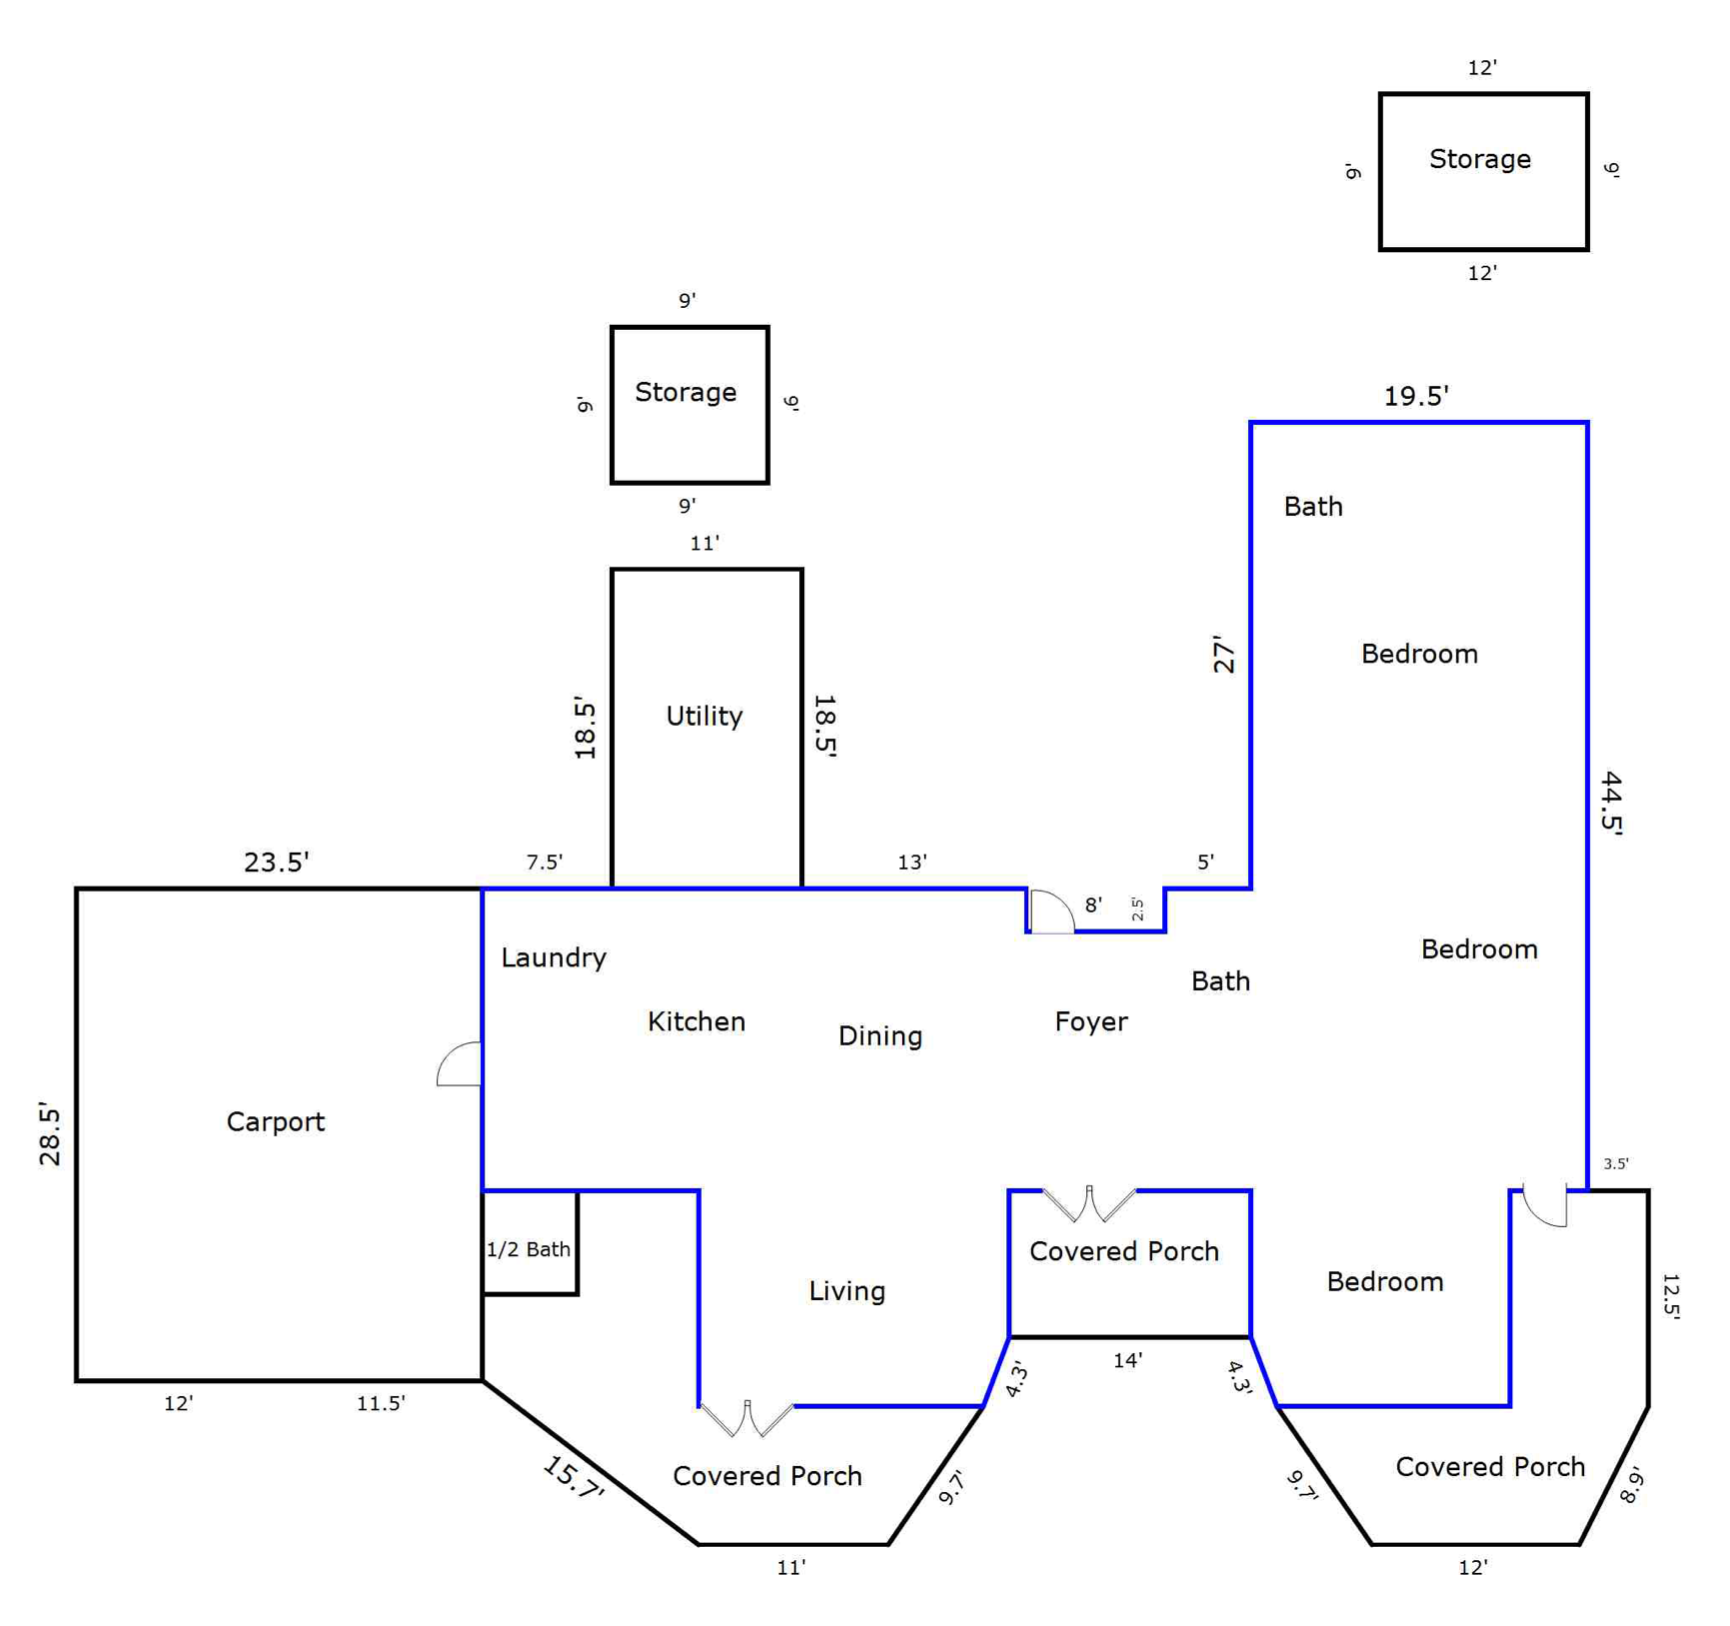 12'
Storage
9'
9'
12'
9'
Storage
9'
9'
9'
19.5'
Bath
11'
Utility
18.5'
18.5'
27'
Bedroom
44.5'
23.5'
7.5'
13'
8'
2.5'
5'
Laundry
Kitchen
Dining
Foyer
Bath
Bedroom
Carport
28.5'
3.5'
1/2 Bath
Living
Covered Porch
Bedroom
12.5'
14'
4.3'
4.3'
12'
11.5'
15.7'
Covered Porch
9.7'
9.7'
Covered Porch
8.9'
11'
12'